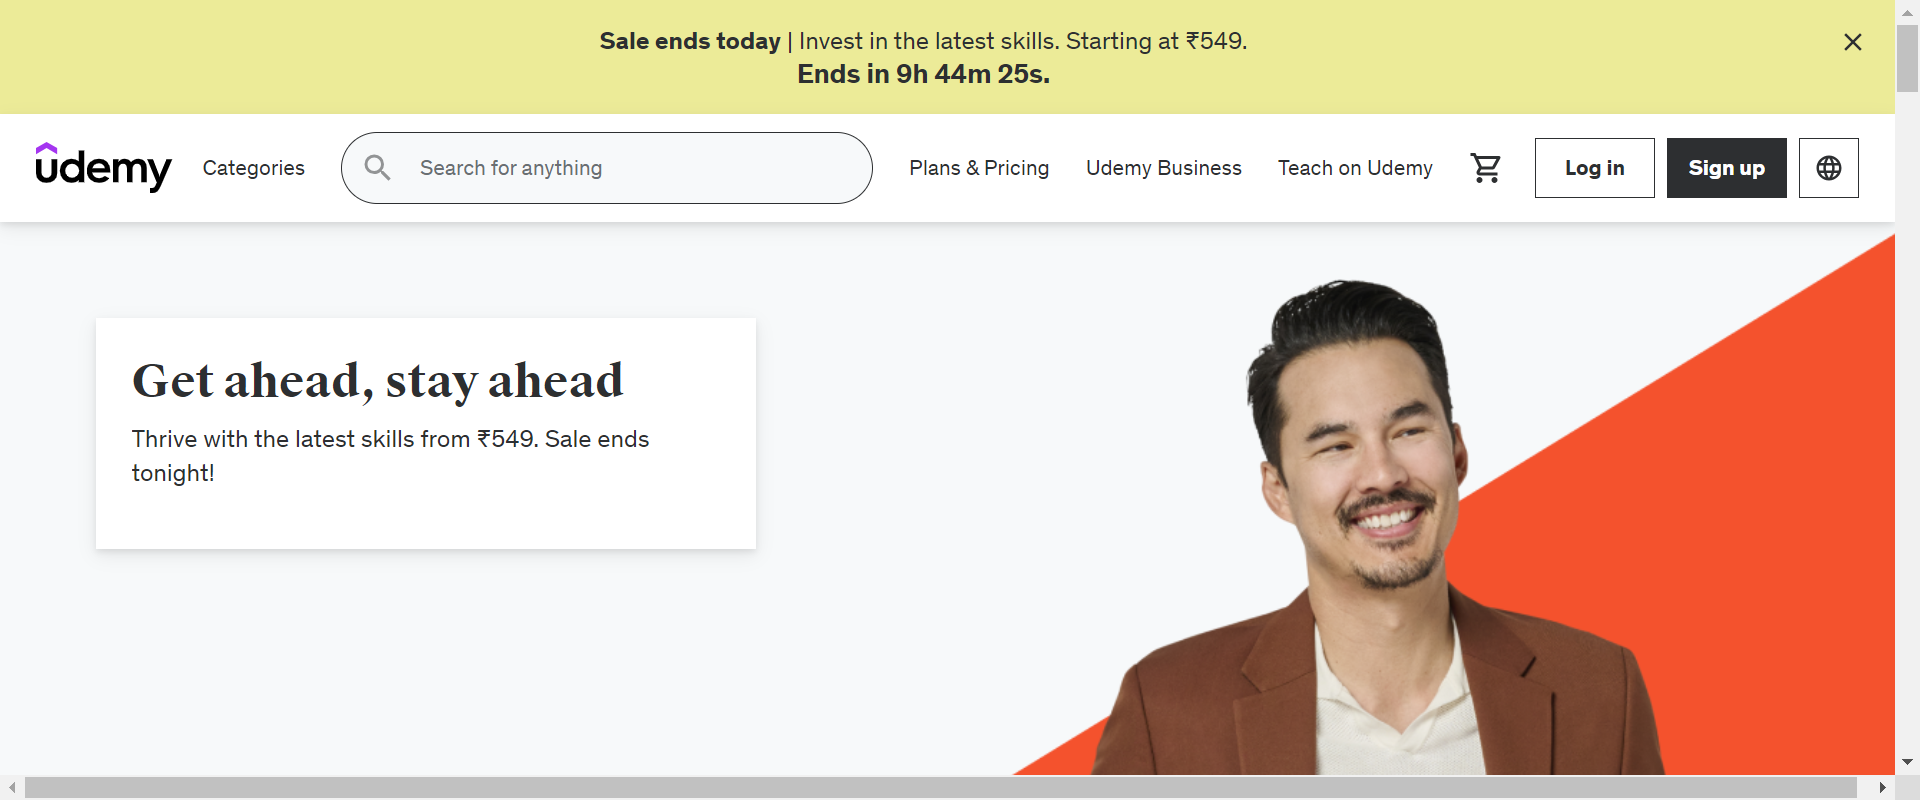 Sale ends today | Invest in the latest skills. Starting at ₹549.
Ends in 9h 44m 25s.
udemy
Categories
Search for anything
Plans & Pricing
Udemy Business
Teach on Udemy
Log in
Sign up
Get ahead, stay ahead
Thrive with the latest skills from ₹549. Sale ends
tonight!